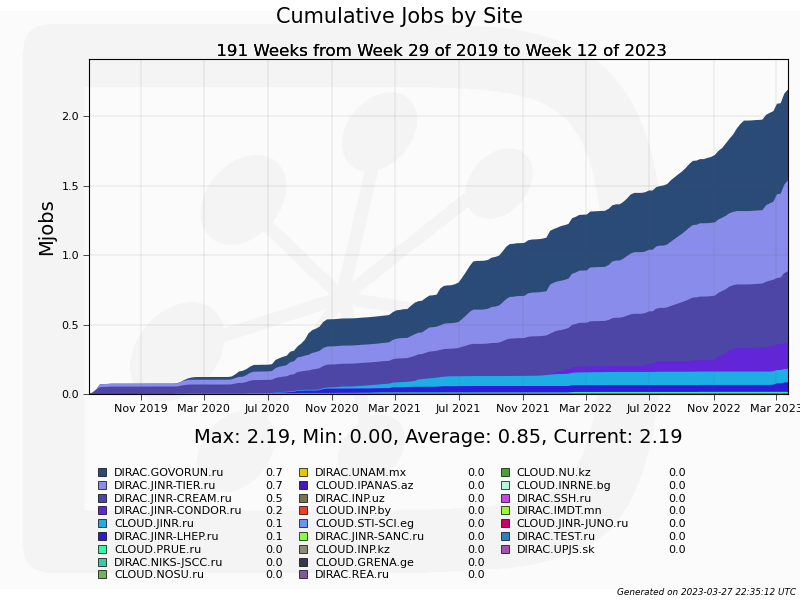 Cumulative Jobs by Site
191 Weeks from Week 29 of 2019 to Week 12 of 2023
Mjobs
2.0
1.5
1.0
0.5
0.0
Nov 2019 Mar 2020 Jul 2020 Nov 2020 Mar 2021 Jul 2021 Nov 2021 Mar 2022 Jul 2022 Nov 2022 Mar 2023
Max: 2.19, Min: 0.00, Average: 0.85, Current: 2.19
DIRAC.GOVORUN.ru 0.7 DIRAC.UNAM.mx 0.0 CLOUD.NU.kz 0.0
DIRAC.JINR-TIER.ru 0.7 CLOUD.IPANAS.az 0.0 CLOUD.INRNE.bg 0.0
DIRAC.JINR-CREAM.ru 0.5 DIRAC.INP.uz 0.0 DIRAC.SSH.ru 0.0
DIRAC.JINR-CONDOR.ru 0.2 CLOUD.INP.by 0.0 DIRAC.IMDT.mn 0.0
CLOUD.JINR.ru 0.1 CLOUD.STI-SCI.eg 0.0 CLOUD.JINR-JUNO.ru 0.0
DIRAC.JINR-LHEP.ru 0.1 DIRAC.JINR-SANC.ru 0.0 DIRAC.TEST.ru 0.0
CLOUD.PRUE.ru 0.0 CLOUD.INP.kz 0.0 DIRAC.UPJS.sk 0.0
DIRAC.NIKS-JSCC.ru 0.0 CLOUD.GRENA.ge 0.0
CLOUD.NOSU.ru 0.0 DIRAC.REA.ru 0.0
Generated on 2023-03-27 22:35:12 UTC